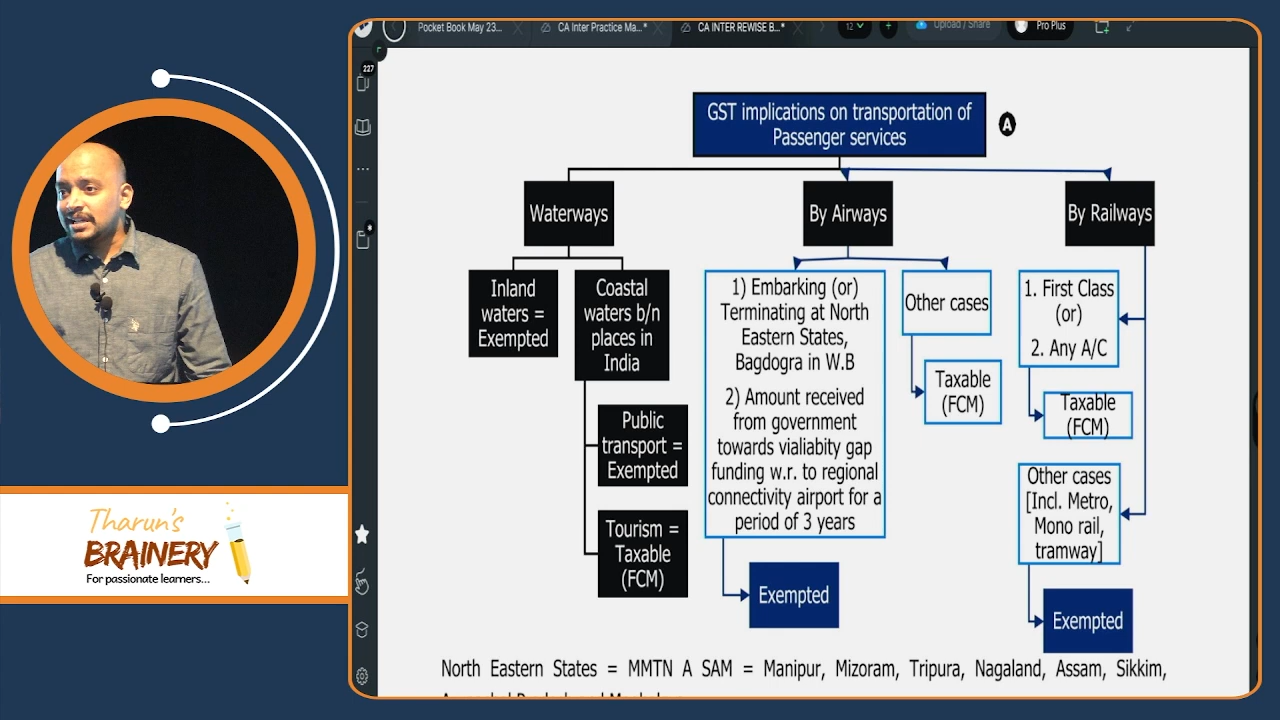 Pocket Book May 23...
CA Inter Practice Ma...*
CA INTER REWISE B...*
12
+
Upload / Share
Pro Plus
227
GST implications on transportation of
Passenger services
A
Waterways
By Airways
By Railways
Inland
waters =
Exempted
Coastal
waters b/n
places in
India
Public
transport =
Exempted
Tourism =
Taxable
(FCM)
1) Embarking (or)
Terminating at North
Eastern States,
Bagdogra in W.B
2) Amount received
from government
towards vialiabity gap
funding w.r. to regional
connectivity airport for a
period of 3 years
Exempted
Other cases
Taxable
(FCM)
1. First Class
(or)
2. Any A/C
Taxable
(FCM)
Other cases
[Incl. Metro,
Mono rail,
tramway]
Exempted
North Eastern States = MMTN A SAM = Manipur, Mizoram, Tripura, Nagaland, Assam, Sikkim,
Tharun's
BRAINERY
For passionate learners...